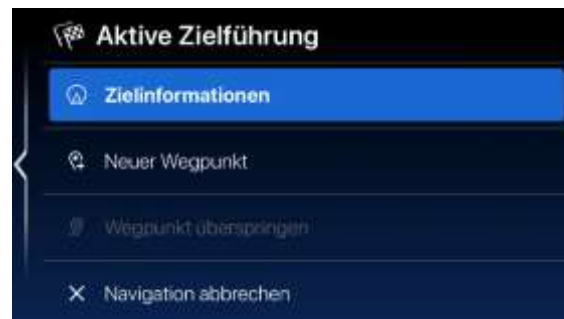 Aktive Zielführung
Zielinformationen
Neuer Wegpunkt
Wegpunkt überspringen
Navigation abbrechen